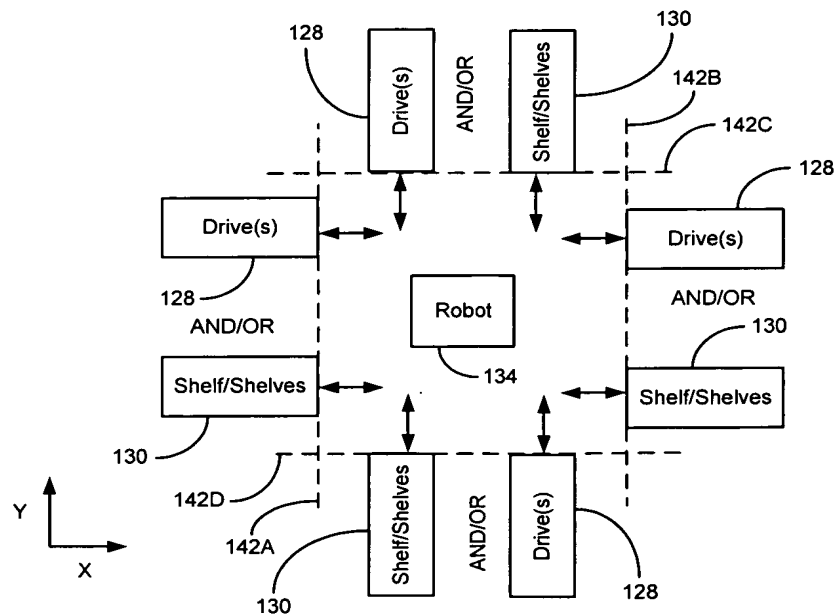 128
Drive(s)
AND/OR
Shelf/Shelves
130
142B
142C
128
Drive(s)
128
AND/OR
Shelf/Shelves
130
Robot
134
Drive(s)
AND/OR
130
Shelf/Shelves
142D
142A
Y
X
130
Shelf/Shelves
AND/OR
Drive(s)
128